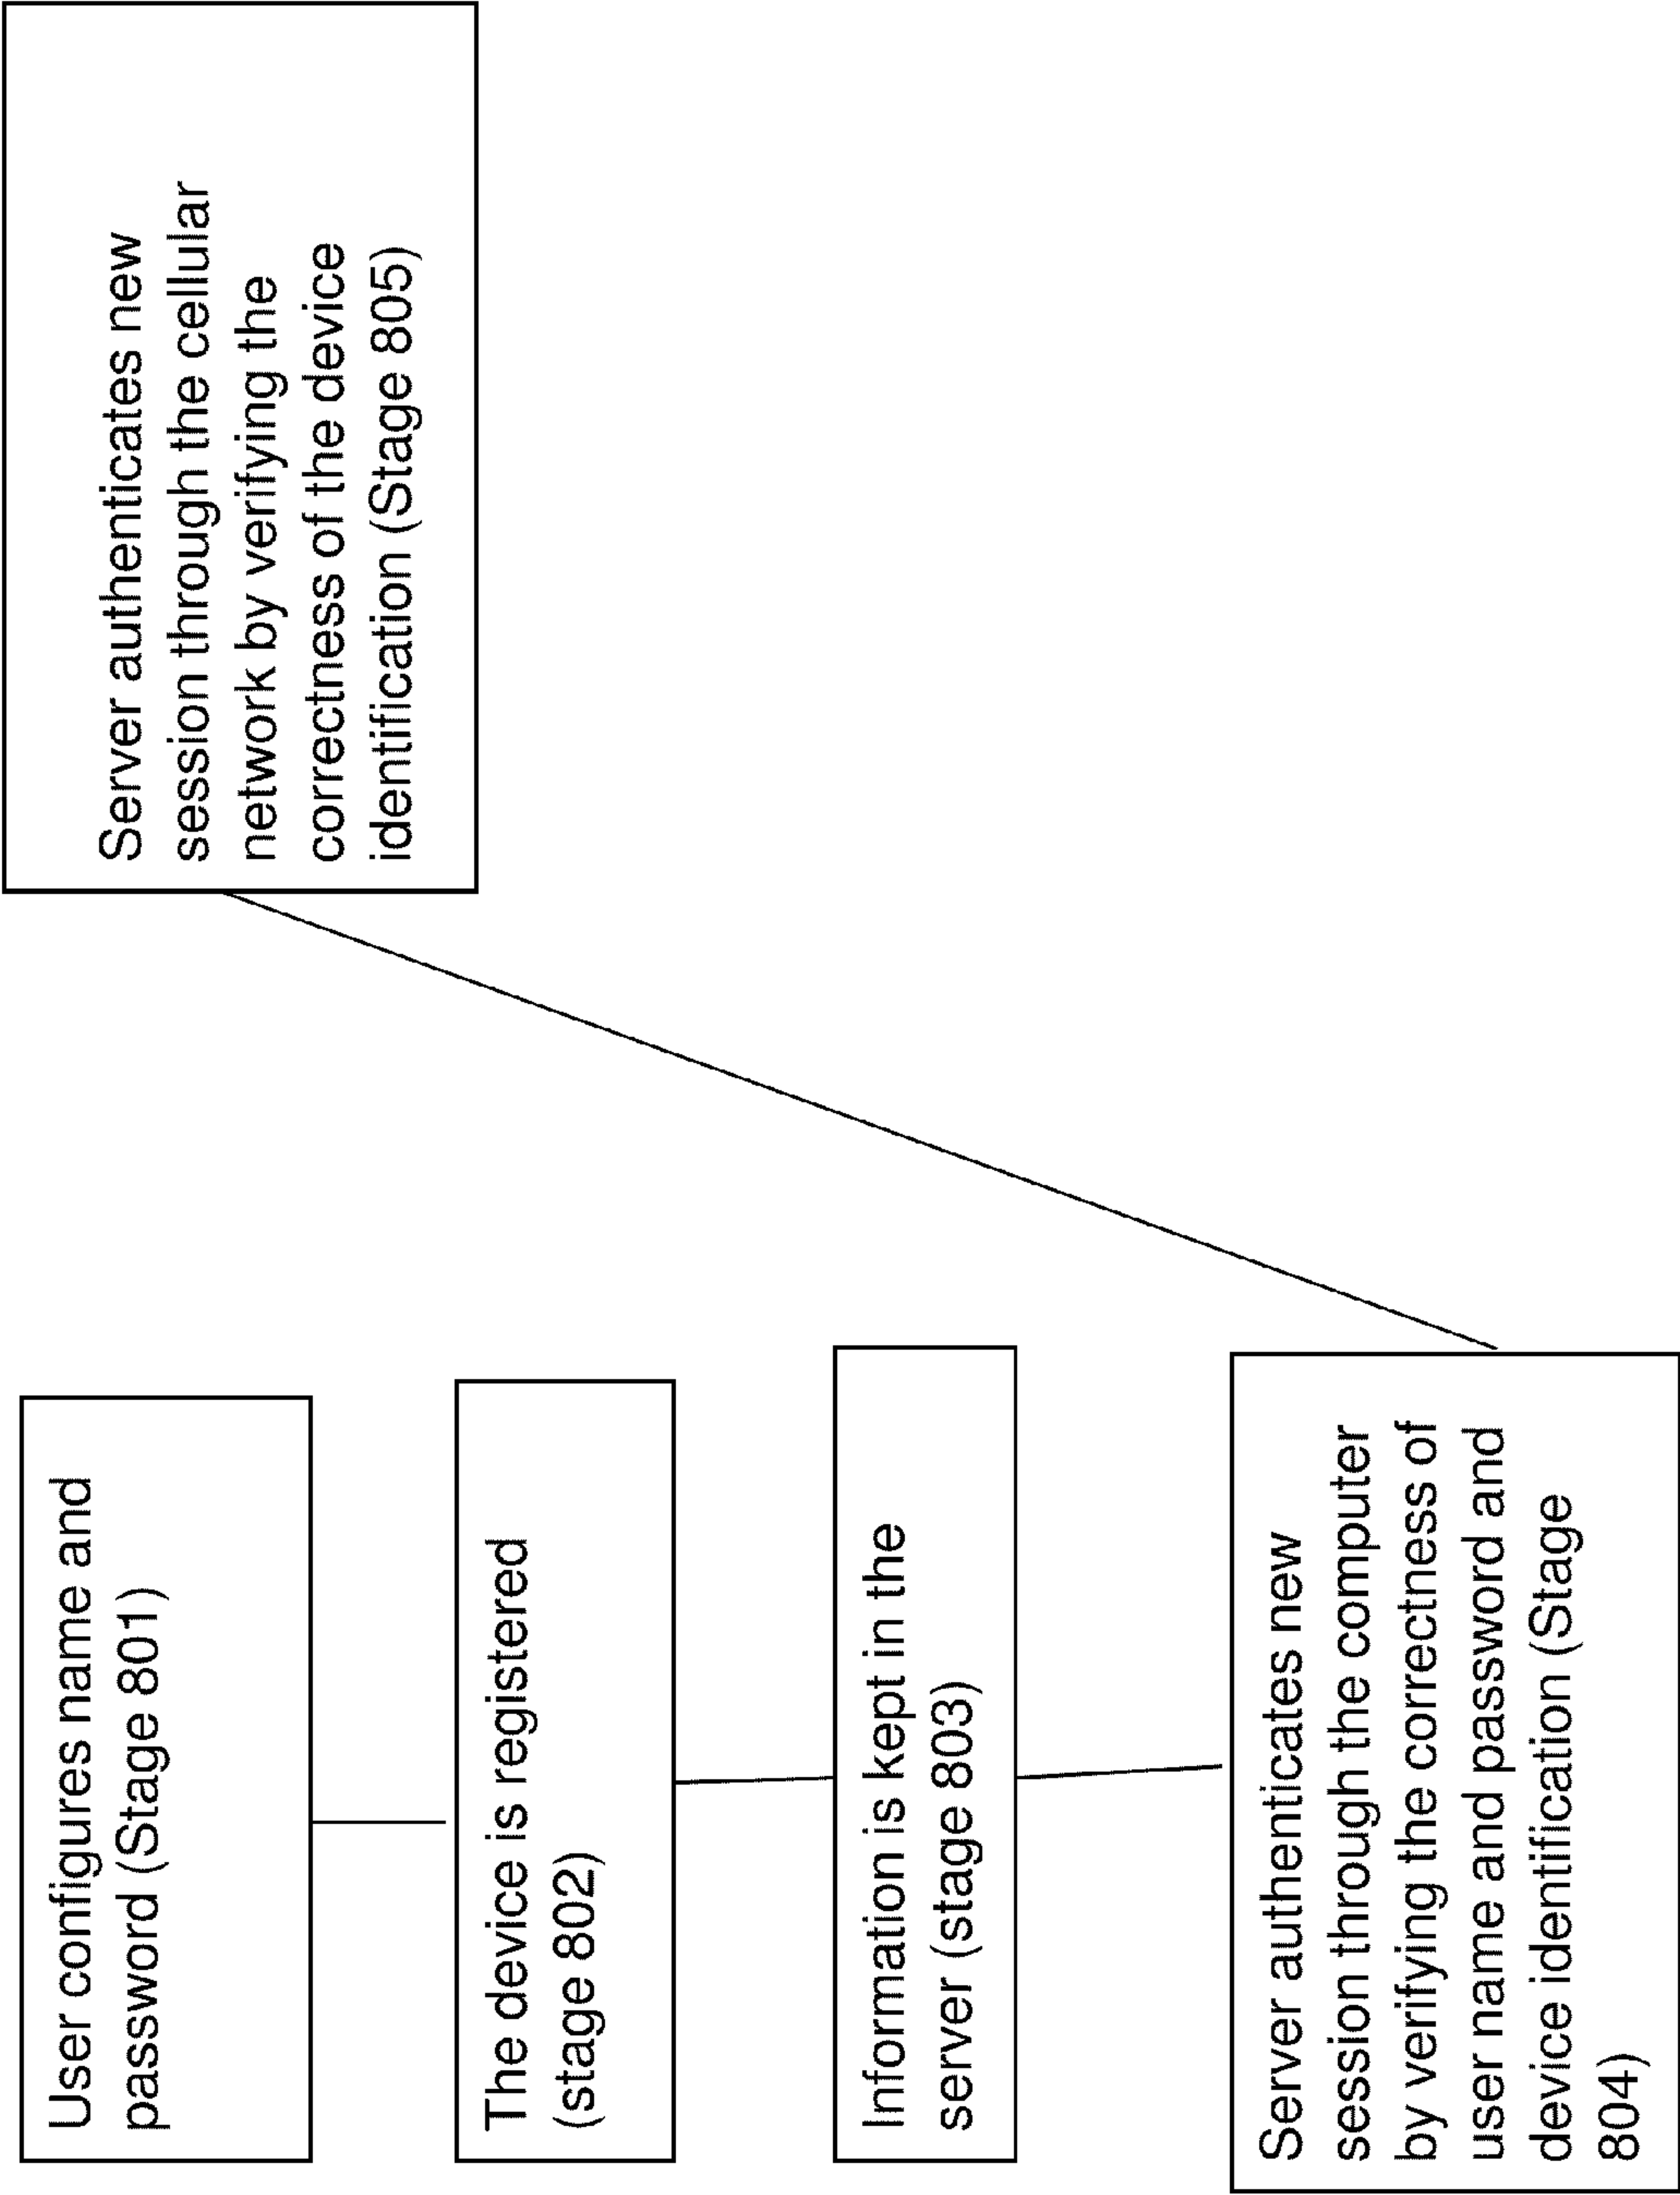 User configures name and
password (Stage 801)
The device is registered
(stage 802)
Information is kept in the
server (stage 803)
Server authenticates new
session through the computer
by verifying the correctness of
user name and password and
device identification (Stage
804)
Server authenticates new
session through the cellular
network by verifying the
correctness of the device
identification (Stage 805)